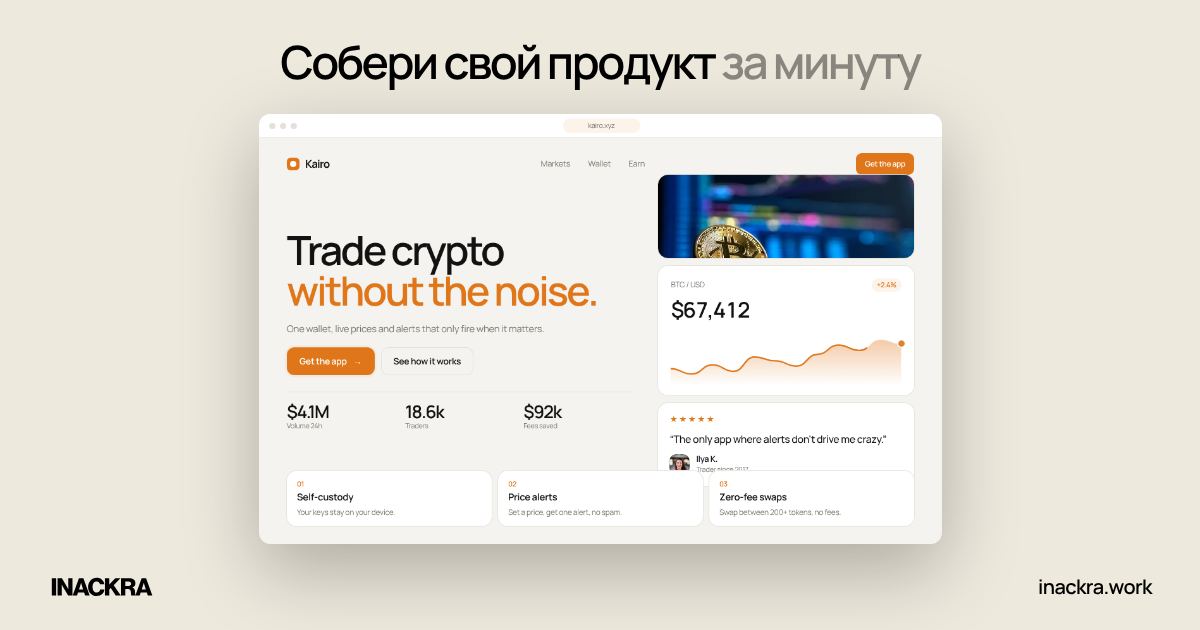 Собери свой продукт за минуту
kairo.xyz
Kairo
Markets Wallet Earn
Get the app
Trade crypto
without the noise.
One wallet, live prices and alerts that only fire when it matters.
Get the app →
See how it works
$4.1M
Volume 24h
18.6k
Traders
$92k
Fees saved
BTC / USD
+2.4%
$67,412
★★★★★
“The only app where alerts don't drive me crazy.”
Ilya K.
Trader since
01
Self-custody
Your keys stay on your device.
02
Price alerts
Set a price, get one alert, no spam.
03
Zero-fee swaps
Swap between 200+ tokens, no fees.
INACKRA
inackra.work